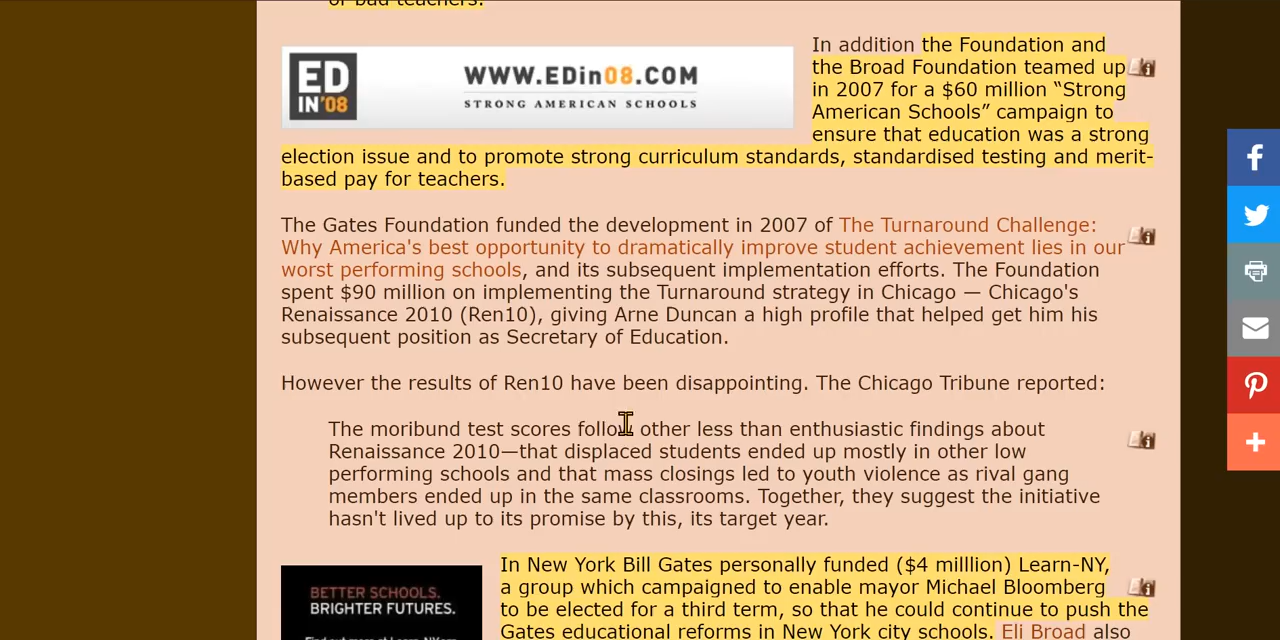 of bad teachers.
ED
IN'08
WWW.EDin08.COM
STRONG AMERICAN SCHOOLS
In addition the Foundation and
the Broad Foundation teamed up
in 2007 for a $60 million “Strong
American Schools” campaign to
ensure that education was a strong
election issue and to promote strong curriculum standards, standardised testing and merit-
based pay for teachers.
The Gates Foundation funded the development in 2007 of The Turnaround Challenge:
Why America's best opportunity to dramatically improve student achievement lies in our
worst performing schools, and its subsequent implementation efforts. The Foundation
spent $90 million on implementing the Turnaround strategy in Chicago — Chicago's
Renaissance 2010 (Ren10), giving Arne Duncan a high profile that helped get him his
subsequent position as Secretary of Education.
However the results of Ren10 have been disappointing. The Chicago Tribune reported:
The moribund test scores follow other less than enthusiastic findings about
Renaissance 2010—that displaced students ended up mostly in other low
performing schools and that mass closings led to youth violence as rival gang
members ended up in the same classrooms. Together, they suggest the initiative
hasn't lived up to its promise by this, its target year.
BETTER SCHOOLS.
BRIGHTER FUTURES.
In New York Bill Gates personally funded ($4 milllion) Learn-NY,
a group which campaigned to enable mayor Michael Bloomberg
to be elected for a third term, so that he could continue to push the
Gates educational reforms in New York city schools. Eli Broad also